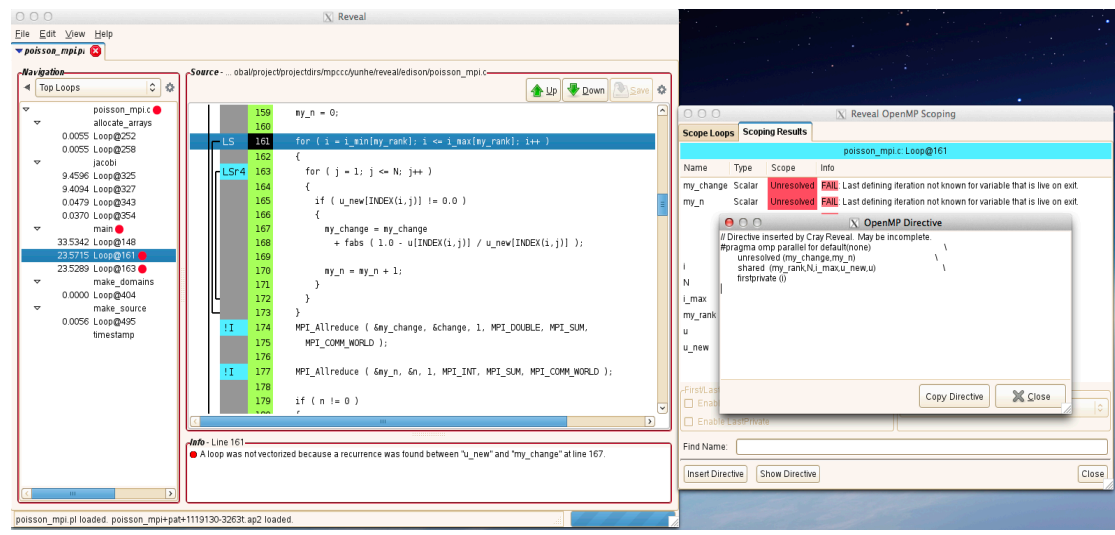 Reveal
File Edit View Help
poisson_mpi.pl
Navigation
Top Loops
poisson_mpi.c
allocate_arrays
0.0055 Loop@252
0.0055 Loop@258
jacobi
9.4596 Loop@325
9.4094 Loop@327
0.0479 Loop@343
0.0370 Loop@354
main
33.5342 Loop@148
23.5715 Loop@161
23.5289 Loop@163
make_domains
0.0000 Loop@404
make_source
0.0056 Loop@495
timestamp
Source - ... obal/project/projectdirs/mpccc/yunhe/reveal/edison/poisson_mpi.c
Up Down Save
159 my_n = 0;
160
LS 161 for ( i = i_min[my_rank]; i <= i_max[my_rank]; i++ )
162 {
LSr4 163 for ( j = 1; j <= N; j++ )
164 {
165 if ( u_new[INDEX(i,j)] != 0.0 )
166 {
167 my_change = my_change
168 + fabs ( 1.0 - u[INDEX(i,j)] / u_new[INDEX(i,j)] );
169
170 my_n = my_n + 1;
171 }
172 }
173 }
!I 174 MPI_Allreduce ( &my_change, &change, 1, MPI_DOUBLE, MPI_SUM,
175 MPI_COMM_WORLD );
176
!I 177 MPI_Allreduce ( &my_n, &n, 1, MPI_INT, MPI_SUM, MPI_COMM_WORLD );
178
179 if ( n != 0 )
Info - Line 161
A loop was not vectorized because a recurrence was found between "u_new" and "my_change" at line 167.
poisson_mpi.pl loaded. poisson_mpi+pat+1119130-3263t.ap2 loaded.
Reveal OpenMP Scoping
Scope Loops Scoping Results
poisson_mpi.c: Loop@161
Name Type Scope Info
my_change Scalar Unresolved FAIL: Last defining iteration not known for variable that is live on exit.
my_n Scalar Unresolved FAIL: Last defining iteration not known for variable that is live on exit.
i
N
i_max
my_rank
u
u_new
OpenMP Directive
// Directive inserted by Cray Reveal. May be incomplete.
#pragma omp parallel for default(none) \
unresolved (my_change,my_n) \
shared (my_rank,N,i_max,u_new,u) \
firstprivate (i)
Copy Directive Close
Enable LastPrivate
Find Name:
Insert Directive Show Directive Close